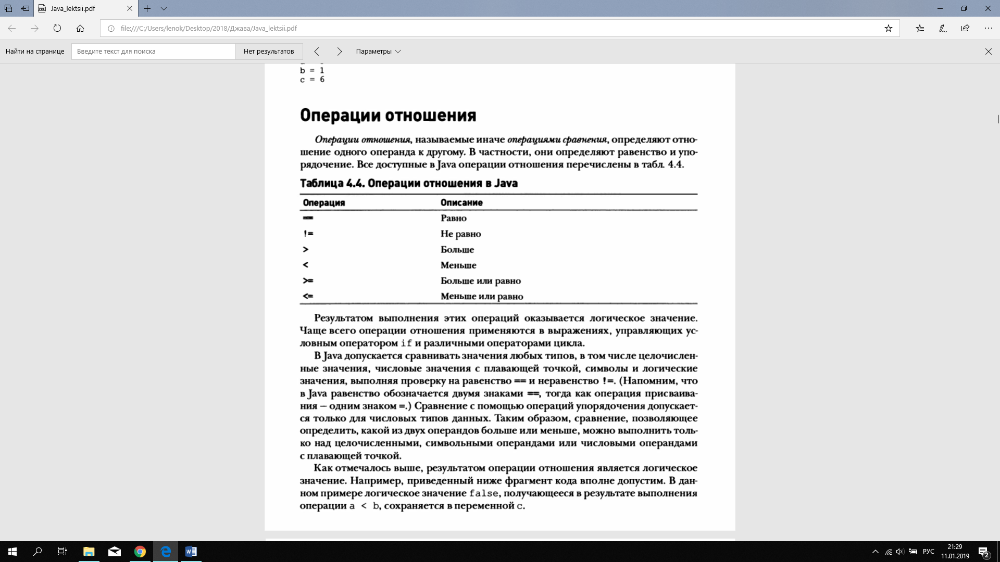 Java_lektsii.pdf
file:///C:/Users/lenok/Desktop/2018/Джава/Java_lektsii.pdf
Найти на странице
Введите текст для поиска
Нет результатов
Параметры
b = 1
c = 6
Операции отношения
Операции отношения, называемые иначе операциями сравнения, определяют отно-
шение одного операнда к другому. В частности, они определяют равенство и упо-
рядочение. Все доступные в Java операции отношения перечислены в табл. 4.4.
Таблица 4.4. Операции отношения в Java
Операция Описание
== Равно
!= Не равно
> Больше
< Меньше
>= Больше или равно
<= Меньше или равно
Результатом выполнения этих операций оказывается логическое значение.
Чаще всего операции отношения применяются в выражениях, управляющих ус-
ловным оператором if и различными операторами цикла.
В Java допускается сравнивать значения любых типов, в том числе целочислен-
ные значения, числовые значения с плавающей точкой, символы и логические
значения, выполняя проверку на равенство == и неравенство !=. (Напомним, что
в Java равенство обозначается двумя знаками ==, тогда как операция присваива-
ния — одним знаком =.) Сравнение с помощью операций упорядочения допускает-
ся только для числовых типов данных. Таким образом, сравнение, позволяющее
определить, какой из двух операндов больше или меньше, можно выполнить толь-
ко над целочисленными, символьными операндами или числовыми операндами
с плавающей точкой.
Как отмечалось выше, результатом операции отношения является логическое
значение. Например, приведенный ниже фрагмент кода вполне допустим. В дан-
ном примере логическое значение false, получающееся в результате выполнения
операции a < b, сохраняется в переменной c.
РУС
21:29
11.01.2019
2